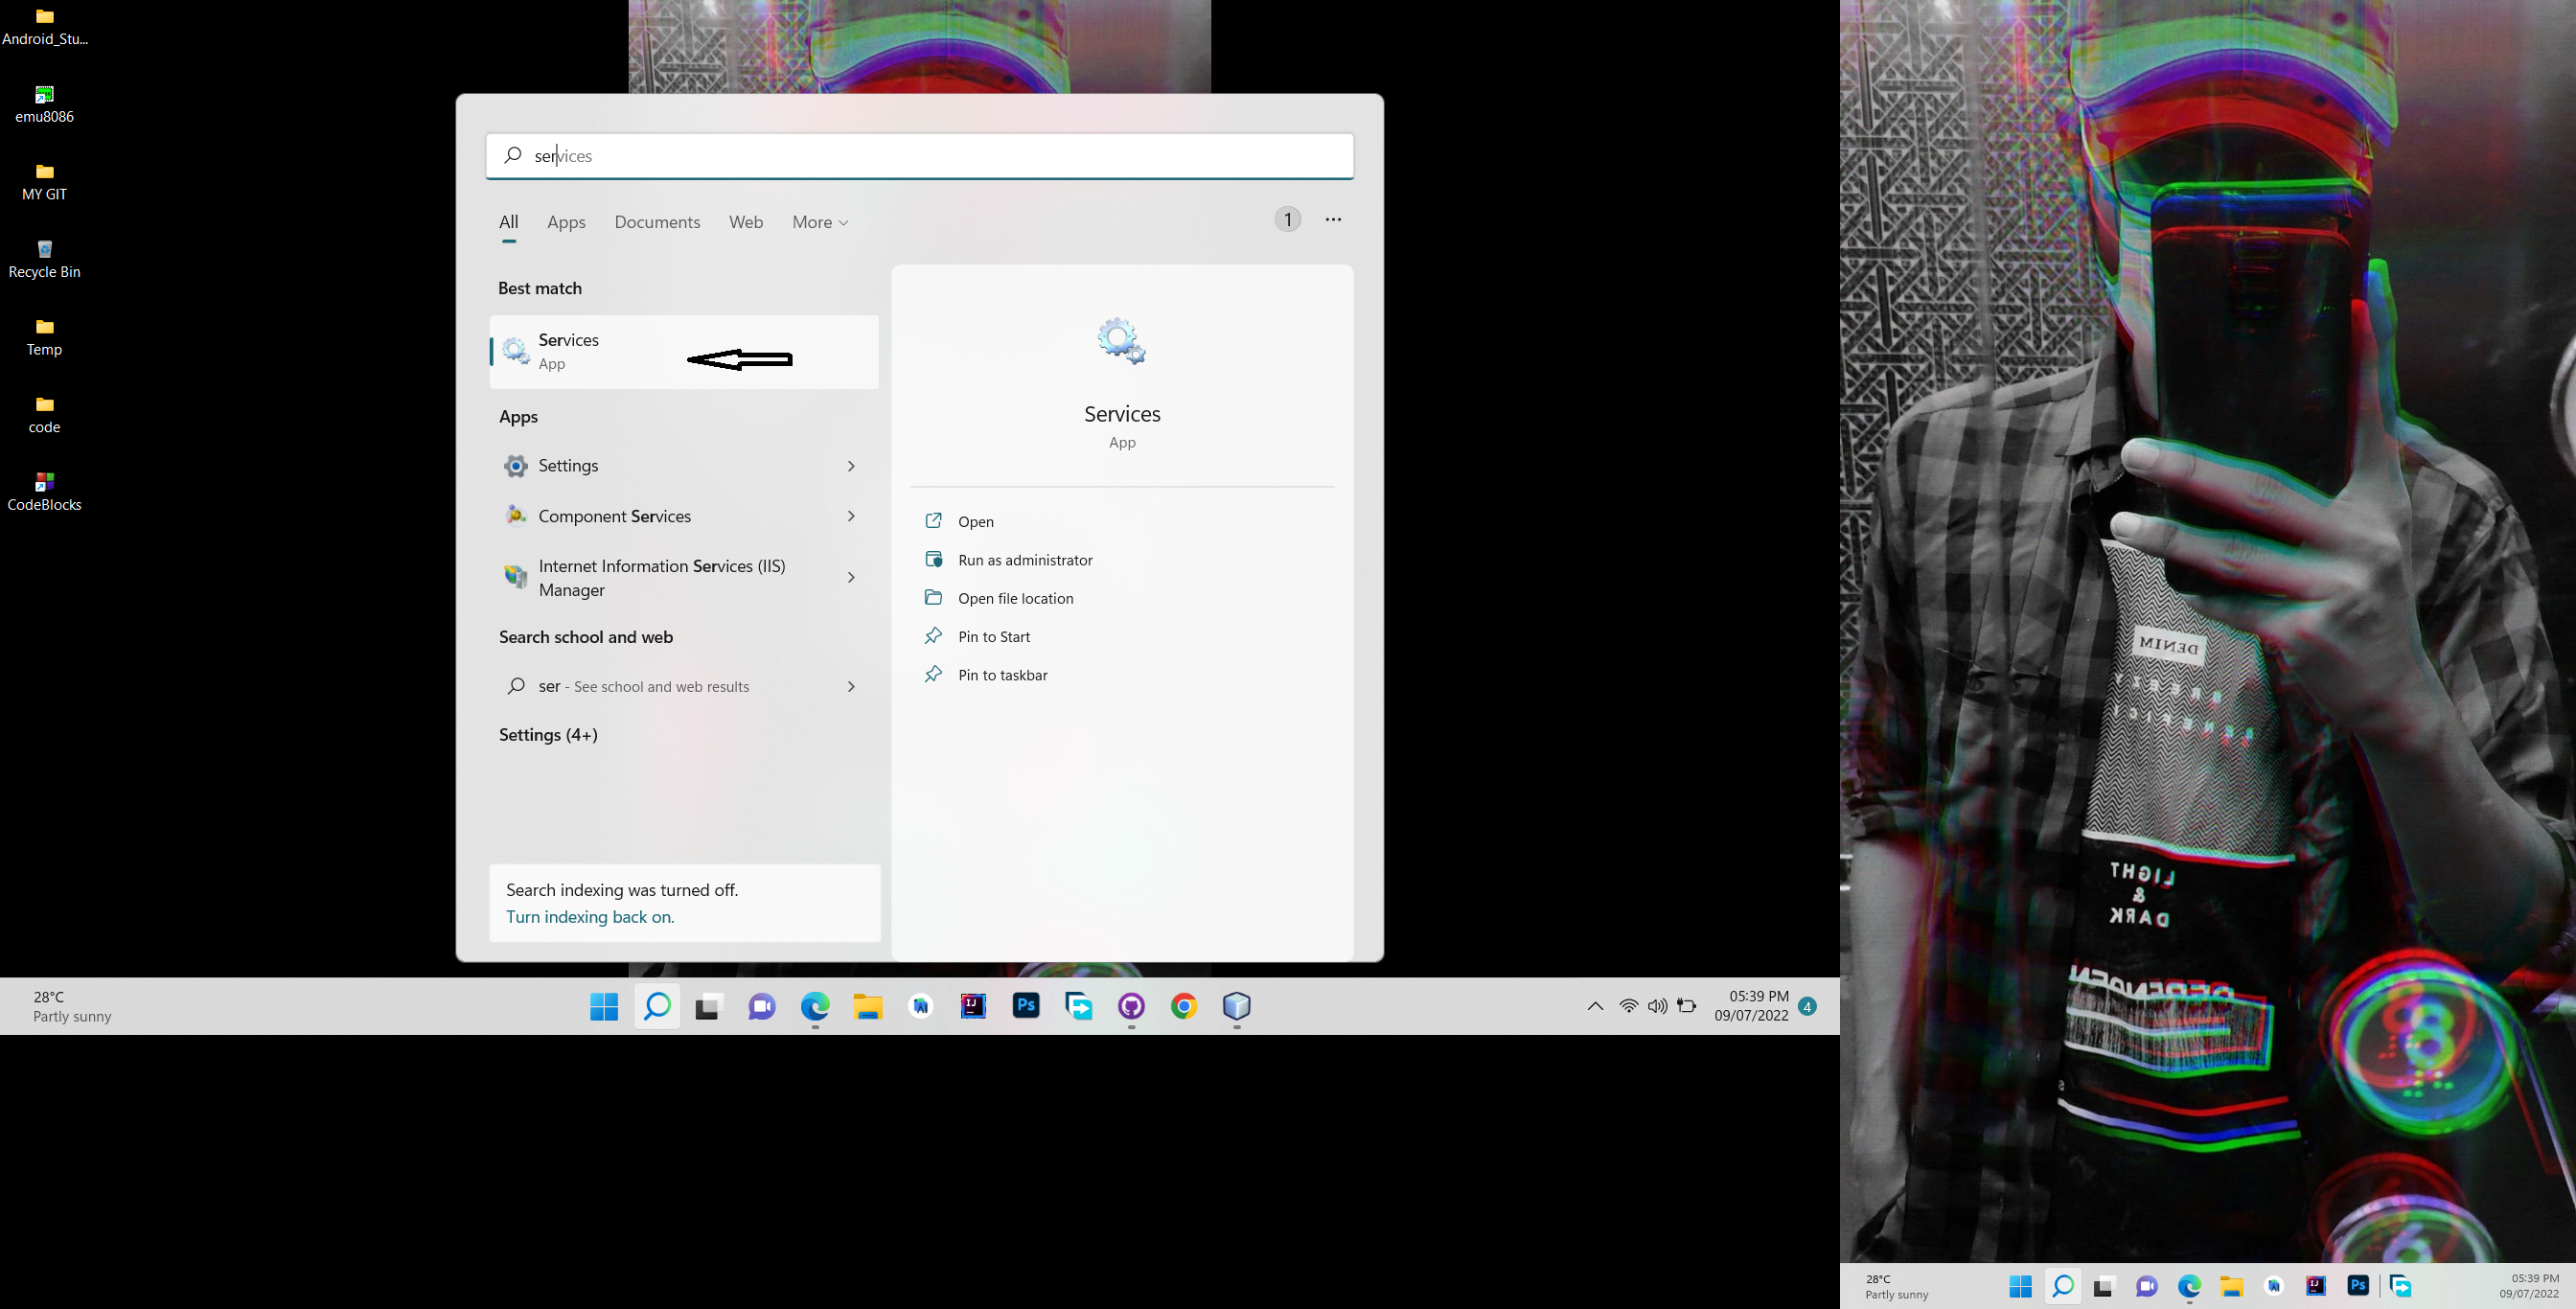 Android_Stu...
emu8086
MY GIT
Recycle Bin
Temp
code
CodeBlocks
services
All Apps Documents Web More
1 ...
Best match
Services
App
Apps
Settings
Component Services
Internet Information Services (IIS)
Manager
Search school and web
ser - See school and web results
Settings (4+)
Search indexing was turned off.
Turn indexing back on.
Services
App
Open
Run as administrator
Open file location
Pin to Start
Pin to taskbar
28°C
Partly sunny
IJ
Ps
05:39 PM
09/07/2022
4
DENIM
LIGHT
&
DARK
28°C
Partly sunny
IJ
Ps
05:39 PM
09/07/2022